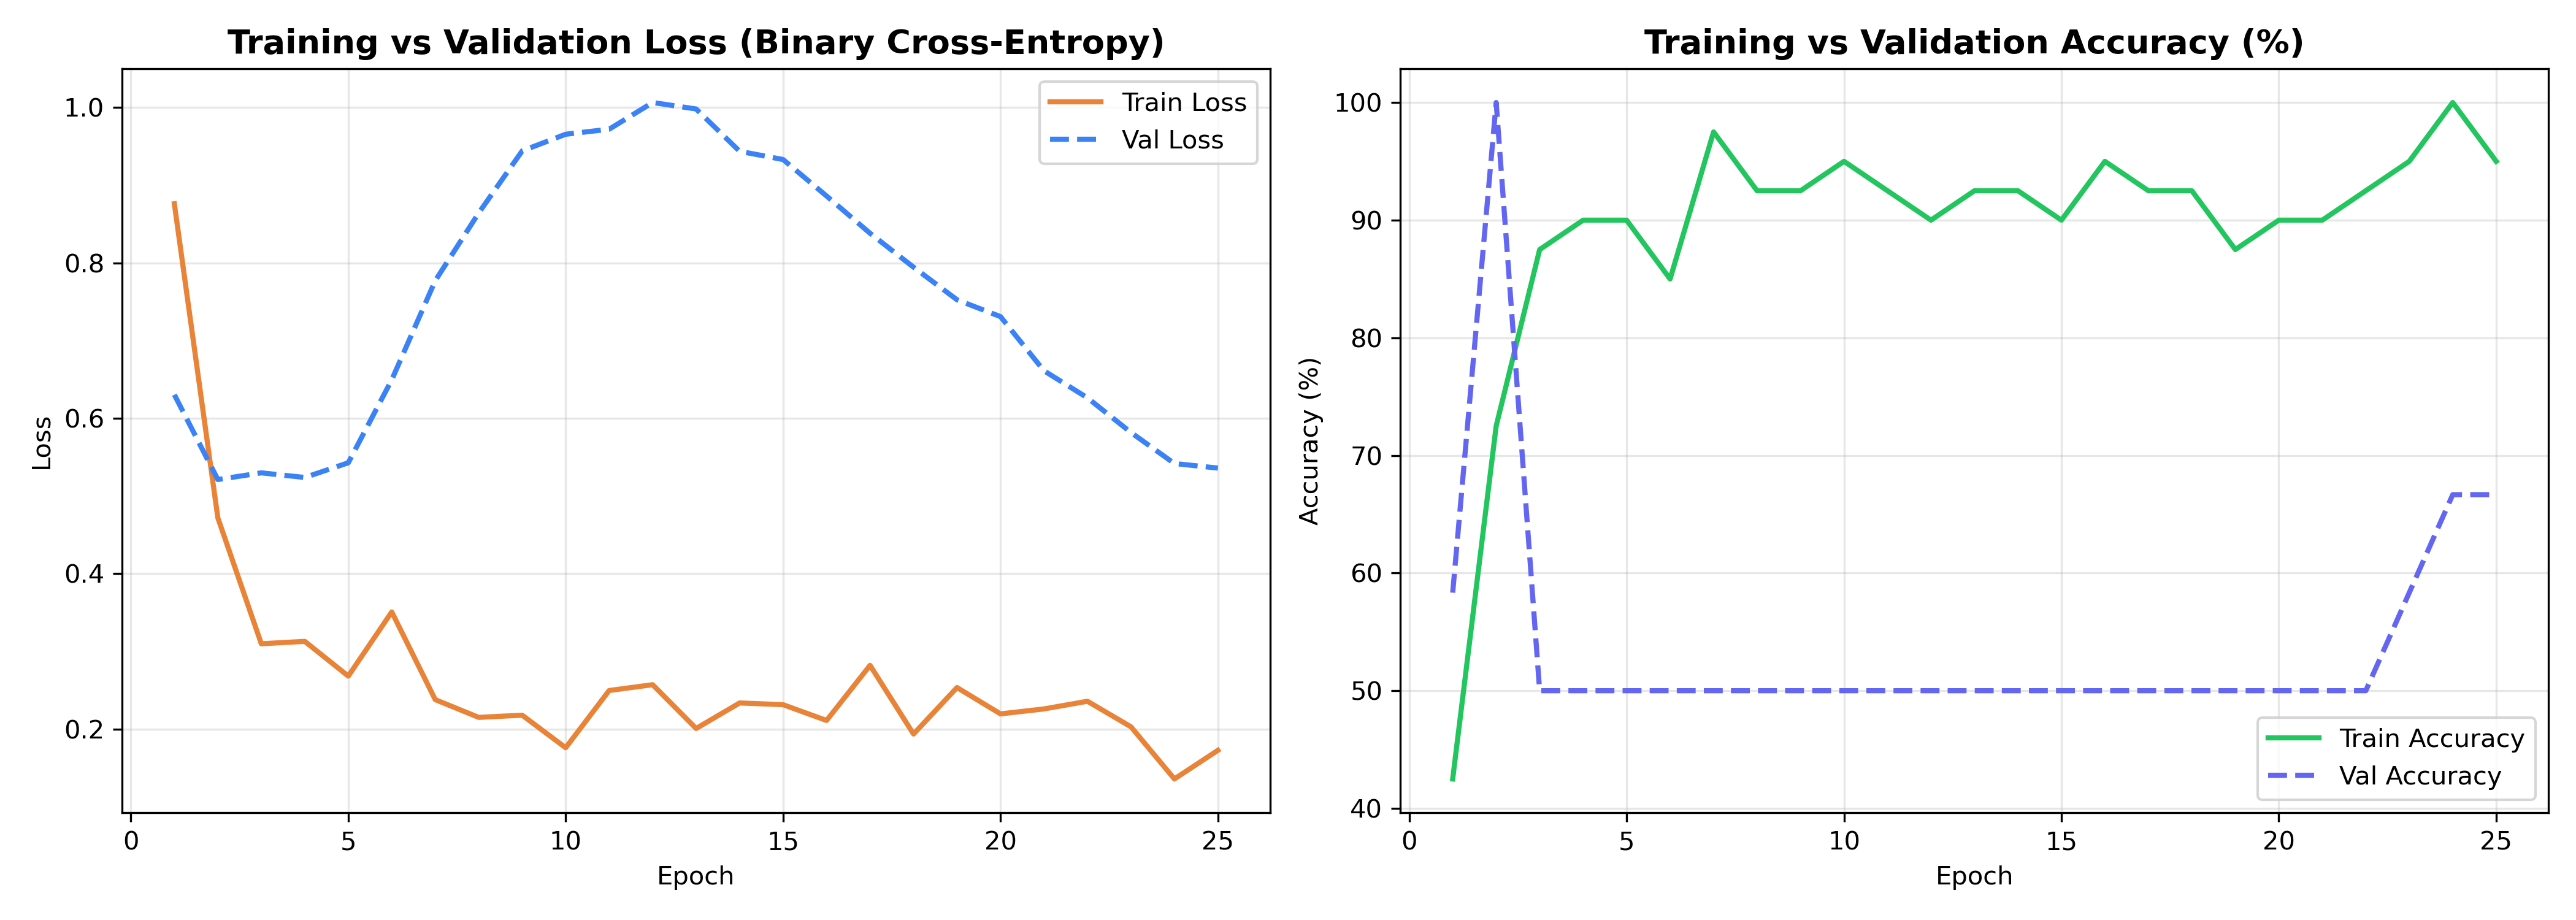 Training vs Validation Loss (Binary Cross-Entropy)
Train Loss
Val Loss
1.0
0.8
0.6
0.4
0.2
Loss
0 5 10 15 20 25
Epoch
Training vs Validation Accuracy (%)
100
90
80
70
60
50
40
Accuracy (%)
Train Accuracy
Val Accuracy
0 5 10 15 20 25
Epoch